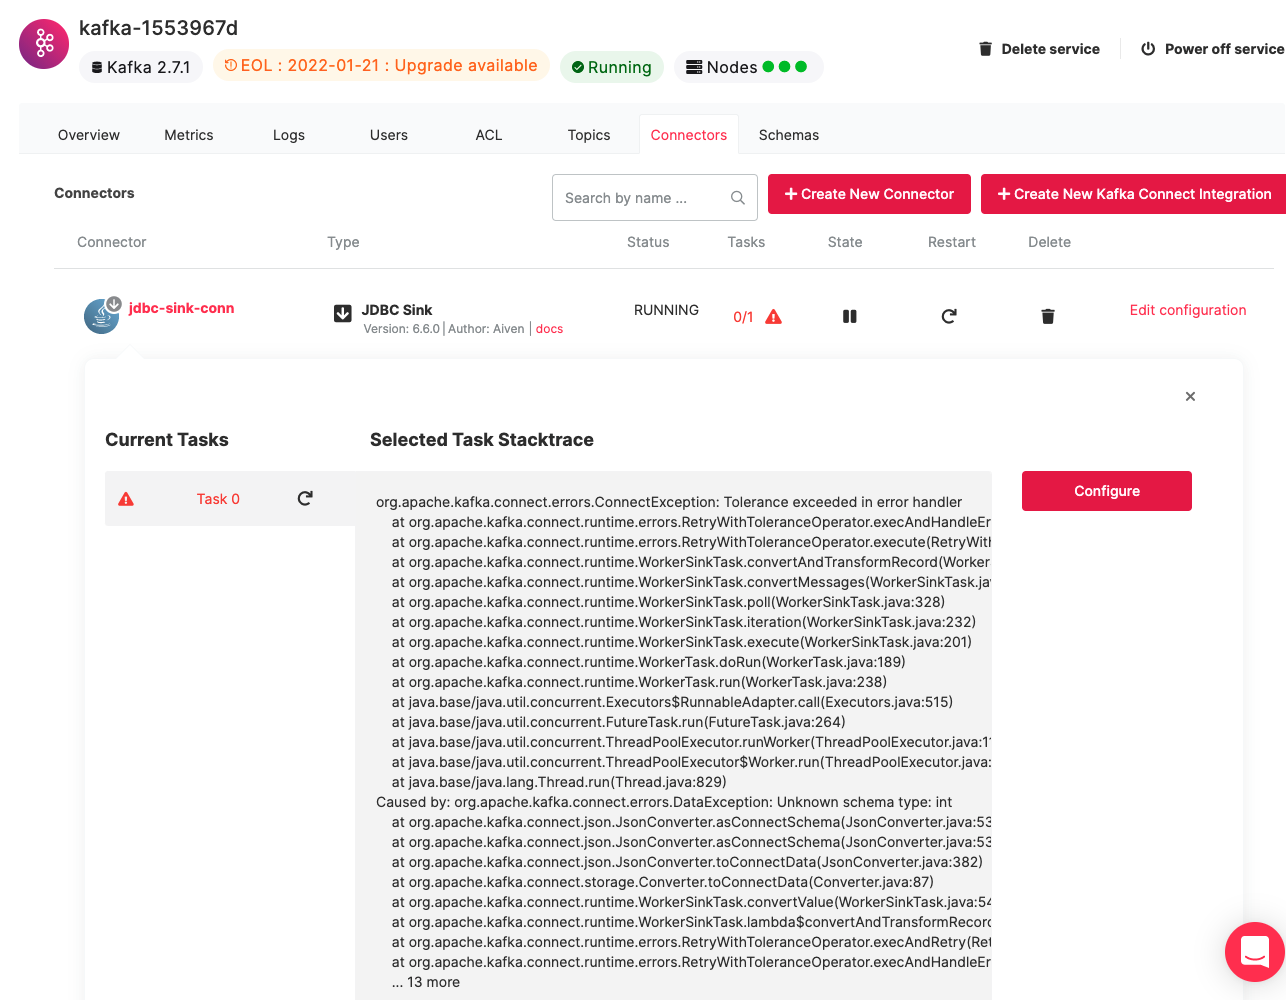 kafka-1553967d
Delete service
Power off service
Kafka 2.7.1
EOL : 2022-01-21 : Upgrade available
Running
Nodes
Overview
Metrics
Logs
Users
ACL
Topics
Connectors
Schemas
Connectors
Search by name ...
Create New Connector
Create New Kafka Connect Integration
Connector
Type
Status
Tasks
State
Restart
Delete
jdbc-sink-conn
JDBC Sink
Version: 6.6.0 | Author: Aiven | docs
RUNNING
0/1
Edit configuration
×
Current Tasks
Selected Task Stacktrace
Task 0
Configure
org.apache.kafka.connect.errors.ConnectException: Tolerance exceeded in error handler
at org.apache.kafka.connect.runtime.errors.RetryWithToleranceOperator.execAndHandleEr
at org.apache.kafka.connect.runtime.errors.RetryWithToleranceOperator.execute(RetryWith
at org.apache.kafka.connect.runtime.WorkerSinkTask.convertAndTransformRecord(Worker
at org.apache.kafka.connect.runtime.WorkerSinkTask.convertMessages(WorkerSinkTask.jav
at org.apache.kafka.connect.runtime.WorkerSinkTask.poll(WorkerSinkTask.java:328)
at org.apache.kafka.connect.runtime.WorkerSinkTask.iteration(WorkerSinkTask.java:232)
at org.apache.kafka.connect.runtime.WorkerSinkTask.execute(WorkerSinkTask.java:201)
at org.apache.kafka.connect.runtime.WorkerTask.doRun(WorkerTask.java:189)
at org.apache.kafka.connect.runtime.WorkerTask.run(WorkerTask.java:238)
at java.base/java.util.concurrent.Executors$RunnableAdapter.call(Executors.java:515)
at java.base/java.util.concurrent.FutureTask.run(FutureTask.java:264)
at java.base/java.util.concurrent.ThreadPoolExecutor.runWorker(ThreadPoolExecutor.java:11
at java.base/java.util.concurrent.ThreadPoolExecutor$Worker.run(ThreadPoolExecutor.java:
at java.base/java.lang.Thread.run(Thread.java:829)
Caused by: org.apache.kafka.connect.errors.DataException: Unknown schema type: int
at org.apache.kafka.connect.json.JsonConverter.asConnectSchema(JsonConverter.java:53
at org.apache.kafka.connect.json.JsonConverter.asConnectSchema(JsonConverter.java:53
at org.apache.kafka.connect.json.JsonConverter.toConnectData(JsonConverter.java:382)
at org.apache.kafka.connect.storage.Converter.toConnectData(Converter.java:87)
at org.apache.kafka.connect.runtime.WorkerSinkTask.convertValue(WorkerSinkTask.java:54
at org.apache.kafka.connect.runtime.WorkerSinkTask.lambda$convertAndTransformRecord
at org.apache.kafka.connect.runtime.errors.RetryWithToleranceOperator.execAndRetry(Ret
at org.apache.kafka.connect.runtime.errors.RetryWithToleranceOperator.execAndHandleEr
... 13 more